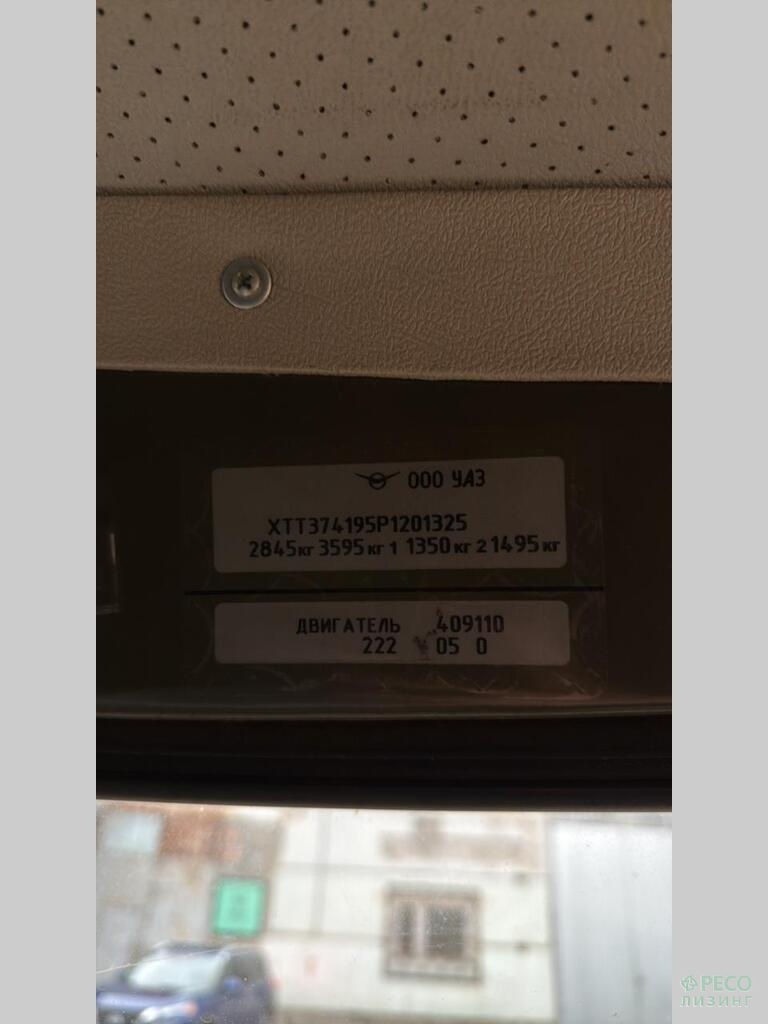 ООО УАЗ
XTT374195P1201325
2845кг 3595кг 1 1350кг 2 1495кг
ДВИГАТЕЛЬ 409110
222 05 0
РЕСО
ЛИЗИНГ